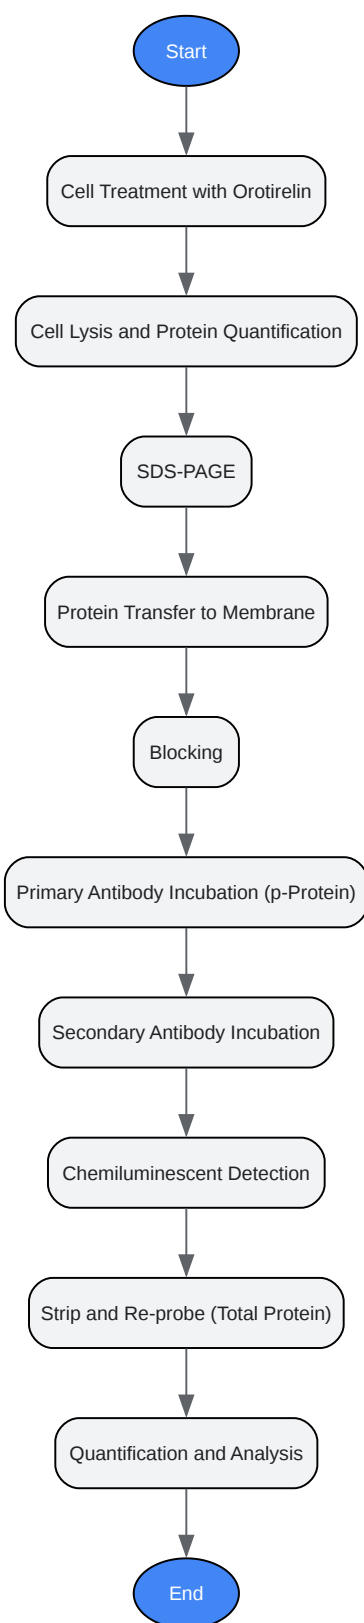 Start
Cell Treatment with Orotirelin
Cell Lysis and Protein Quantification
SDS-PAGE
Protein Transfer to Membrane
Blocking
Primary Antibody Incubation (p-Protein)
Secondary Antibody Incubation
Chemiluminescent Detection
Strip and Re-probe (Total Protein)
Quantification and Analysis
End